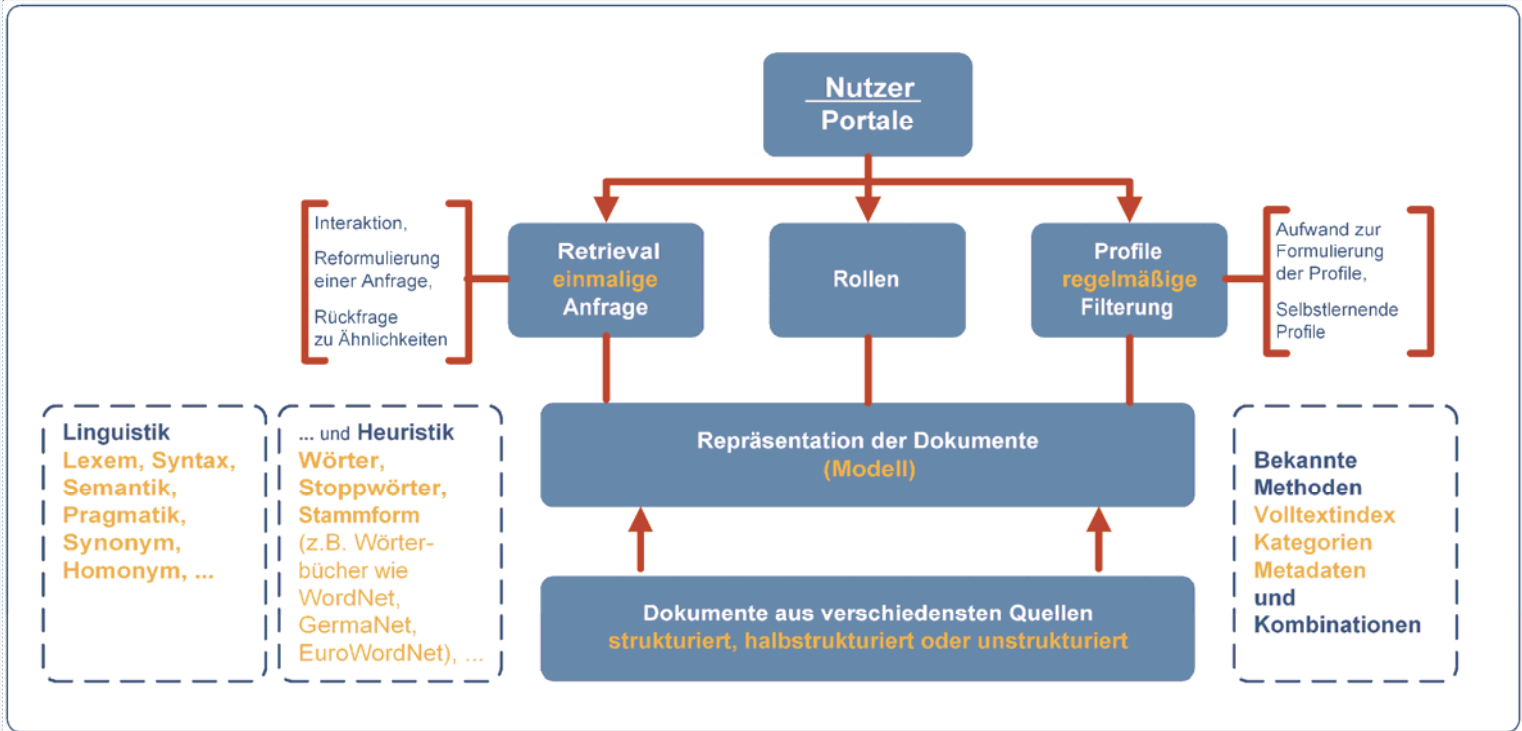 Nutzer
Portale
Interaktion,
Reformulierung
einer Anfrage,
Rückfrage
zu Ähnlichkeiten
Retrieval
einmalige
Anfrage
Rollen
Profile
regelmäßige
Filterung
Aufwand zur
Formulierung
der Profile,
Selbstlernende
Profile
Linguistik
Lexem, Syntax,
Semantik,
Pragmatik,
Synonym,
Homonym, ...
... und Heuristik
Wörter,
Stoppwörter,
Stammform
(z.B. Wörter-
bücher wie
WordNet,
GermaNet,
EuroWordNet), ...
Repräsentation der Dokumente
(Modell)
Dokumente aus verschiedensten Quellen
strukturiert, halbstrukturiert oder unstrukturiert
Bekannte
Methoden
Volltextindex
Kategorien
Metadaten
und
Kombinationen